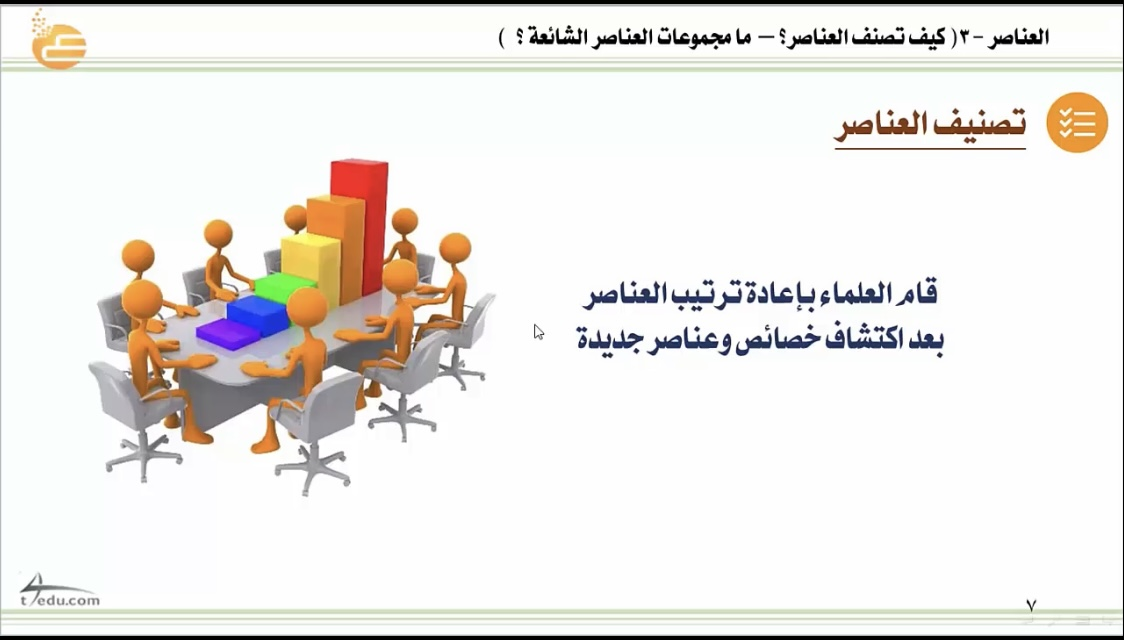 العناصر - ٣ ( كيف تصنف العناصر؟ – ما مجموعات العناصر الشائعة ؟ )
تصنيف العناصر
قام العلماء بإعادة ترتيب العناصر
بعد اكتشاف خصائص وعناصر جديدة
t4edu.com
٧